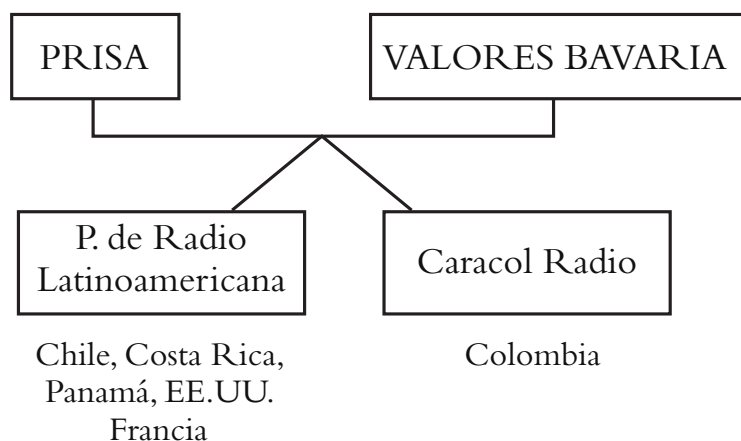 PRISA
VALORES BAVARIA
P. de Radio
Latinoamericana
Caracol Radio
Chile, Costa Rica,
Panamá, EE.UU.
Francia
Colombia